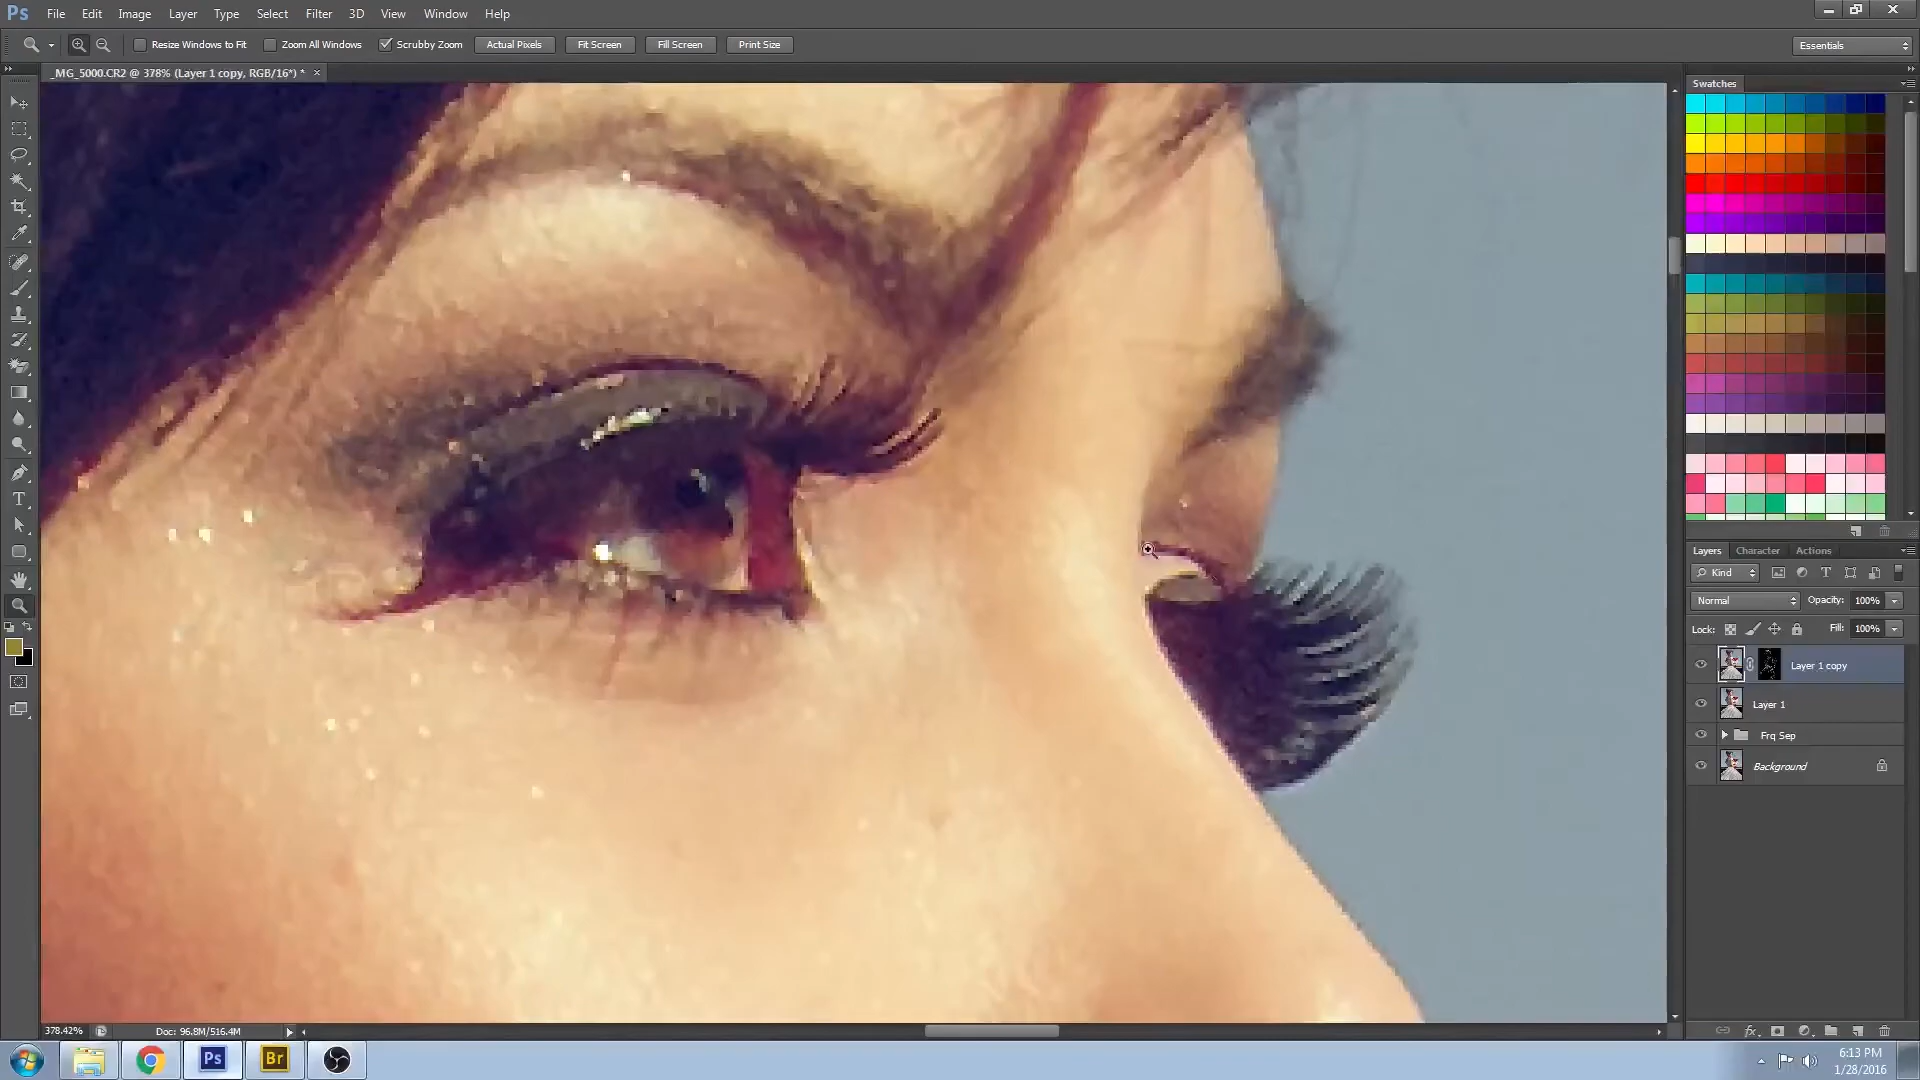 Ps File Edit Image Layer Type Select Filter 3D View Window Help
Resize Windows to Fit Zoom All Windows Scrubby Zoom Actual Pixels Fit Screen Fill Screen Print Size Essentials
_MG_5000.CR2 @ 378% (Layer 1 copy, RGB/16*) * ×
Swatches
Layers Character Actions
Kind T
Normal Opacity: 100%
Lock: Fill: 100%
Layer 1 copy
Layer 1
Frq Sep
Background
T
378.42% Doc: 96.8M/516.4M
fx
Ps Br
6:13 PM
1/28/2016